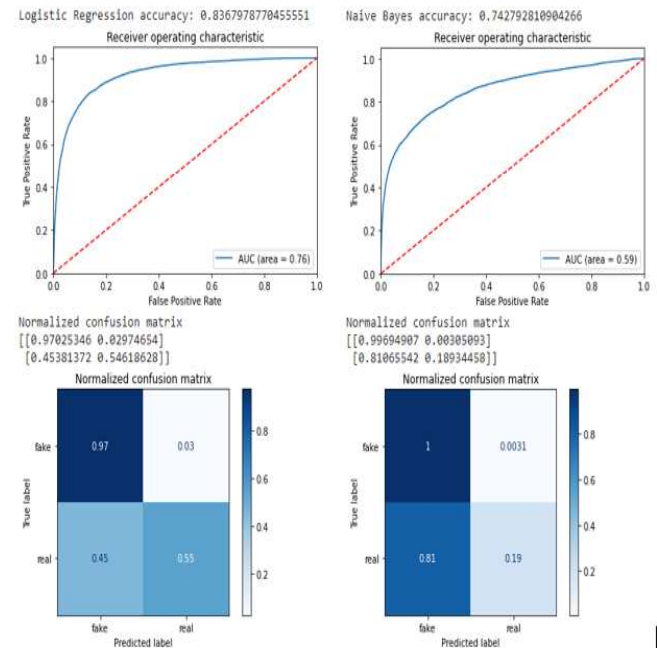 Logistic Regression accuracy: 0.8367978770455551
Receiver operating characteristic
True Positive Rate
1.0
0.8
0.6
0.4
0.2
0.0
0.0 0.2 0.4 0.6 0.8 1.0
False Positive Rate
AUC (area = 0.76)
Normalized confusion matrix
[[0.97025346 0.02974654]
[0.45381372 0.54618628]]
Normalized confusion matrix
True label
fake
real
0.97 0.03
0.45 0.55
fake real
Predicted label
0.8
0.6
0.4
0.2
Naive Bayes accuracy: 0.742792810904266
Receiver operating characteristic
True Positive Rate
1.0
0.8
0.6
0.4
0.2
0.0
0.0 0.2 0.4 0.6 0.8 1.0
False Positive Rate
AUC (area = 0.59)
Normalized confusion matrix
[[0.99694907 0.00305093]
[0.81065542 0.18934458]]
Normalized confusion matrix
True label
fake
real
1 0.0031
0.81 0.19
fake real
Predicted label
0.8
0.6
0.4
0.2